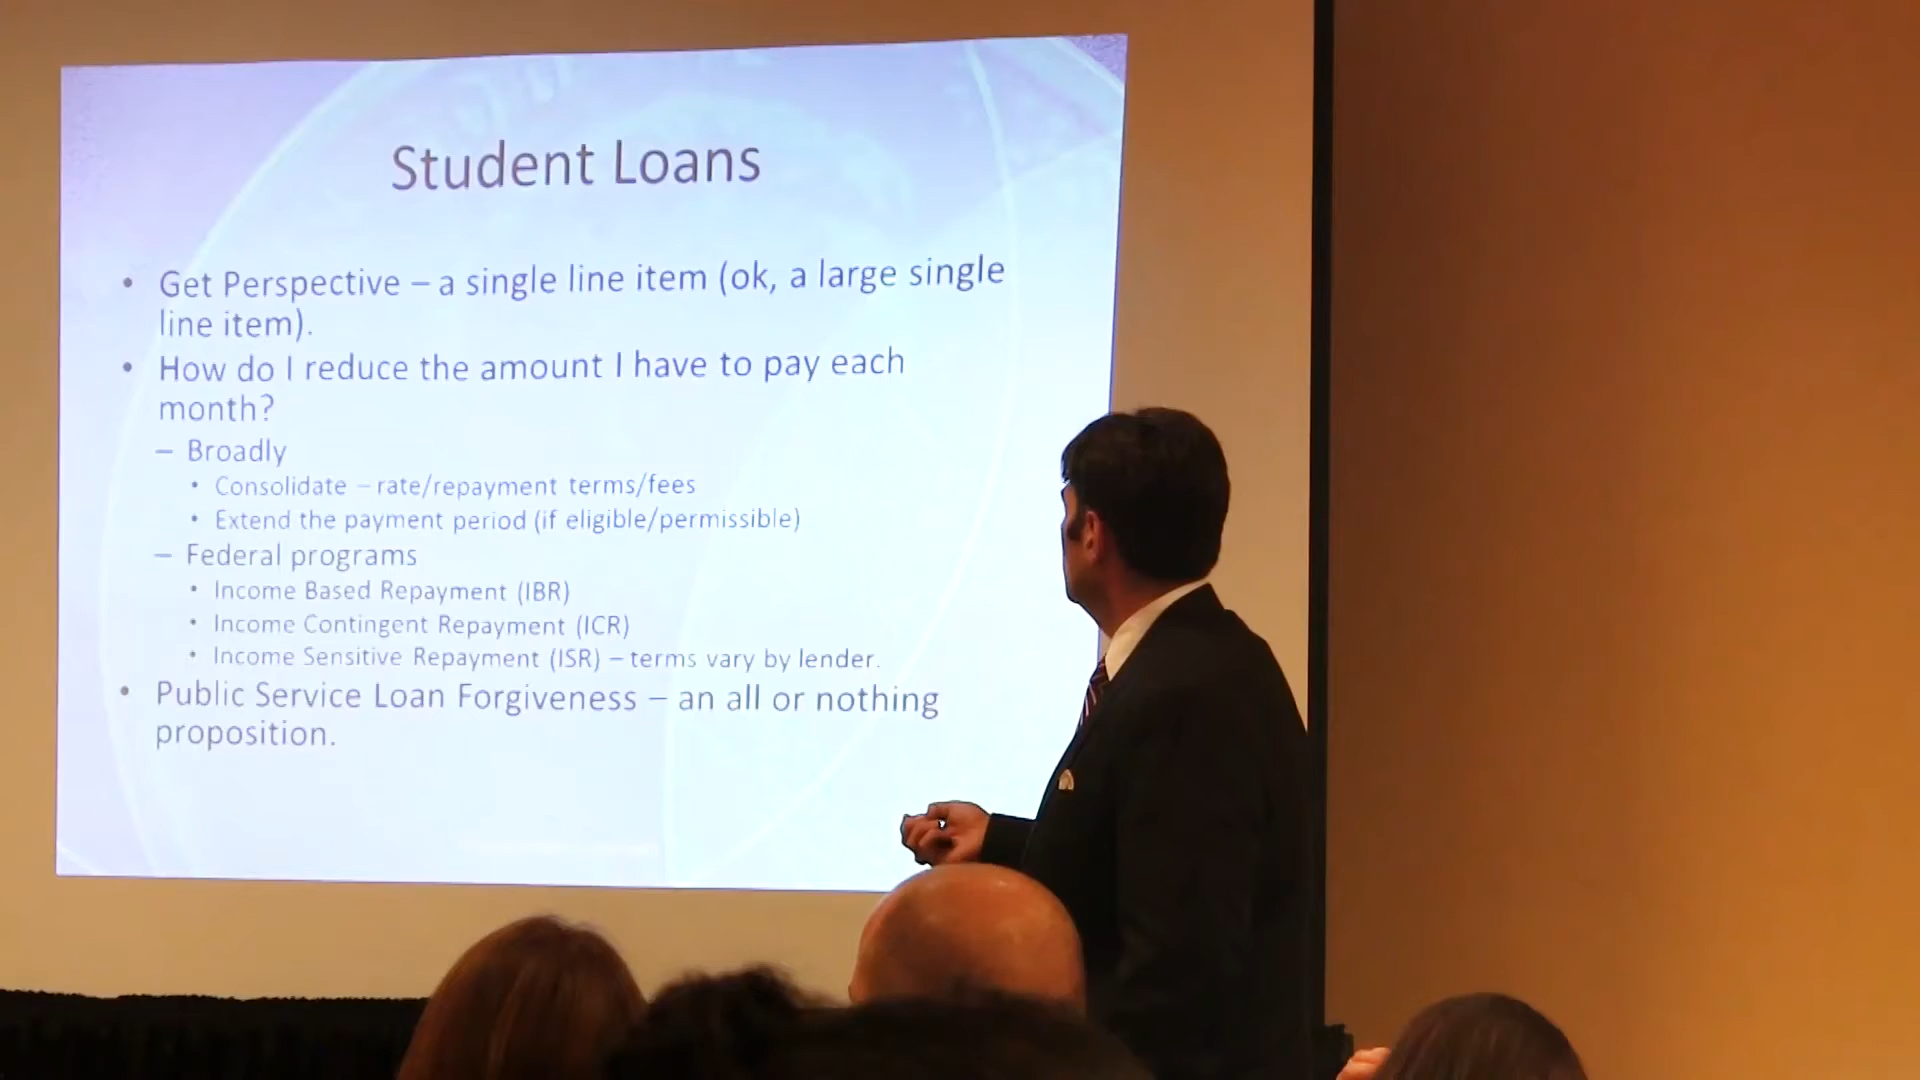 Student Loans
• Get Perspective – a single line item (ok, a large single
line item).
• How do I reduce the amount I have to pay each
month?
– Broadly
• Consolidate – rate/repayment terms/fees
• Extend the payment period (if eligible/permissible)
– Federal programs
• Income Based Repayment (IBR)
• Income Contingent Repayment (ICR)
• Income Sensitive Repayment (ISR) – terms vary by lender.
• Public Service Loan Forgiveness – an all or nothing
proposition.